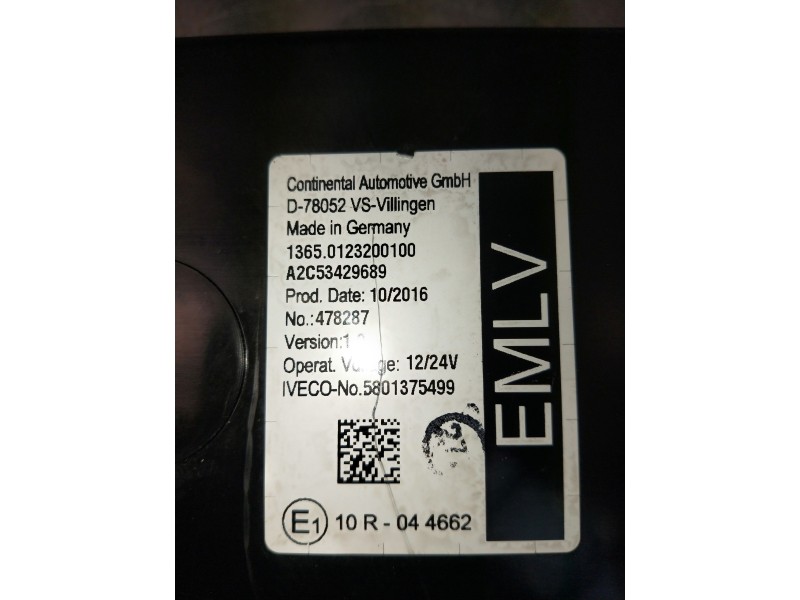 Continental Automotive GmbH
D-78052 VS-Villingen
Made in Germany
1365.0123200100
A2C53429689
Prod. Date: 10/2016
No.:478287
Version:
Operat. 12/24V
IVECO-No.5801375499
E1 10 R - 04 4662
EMLV